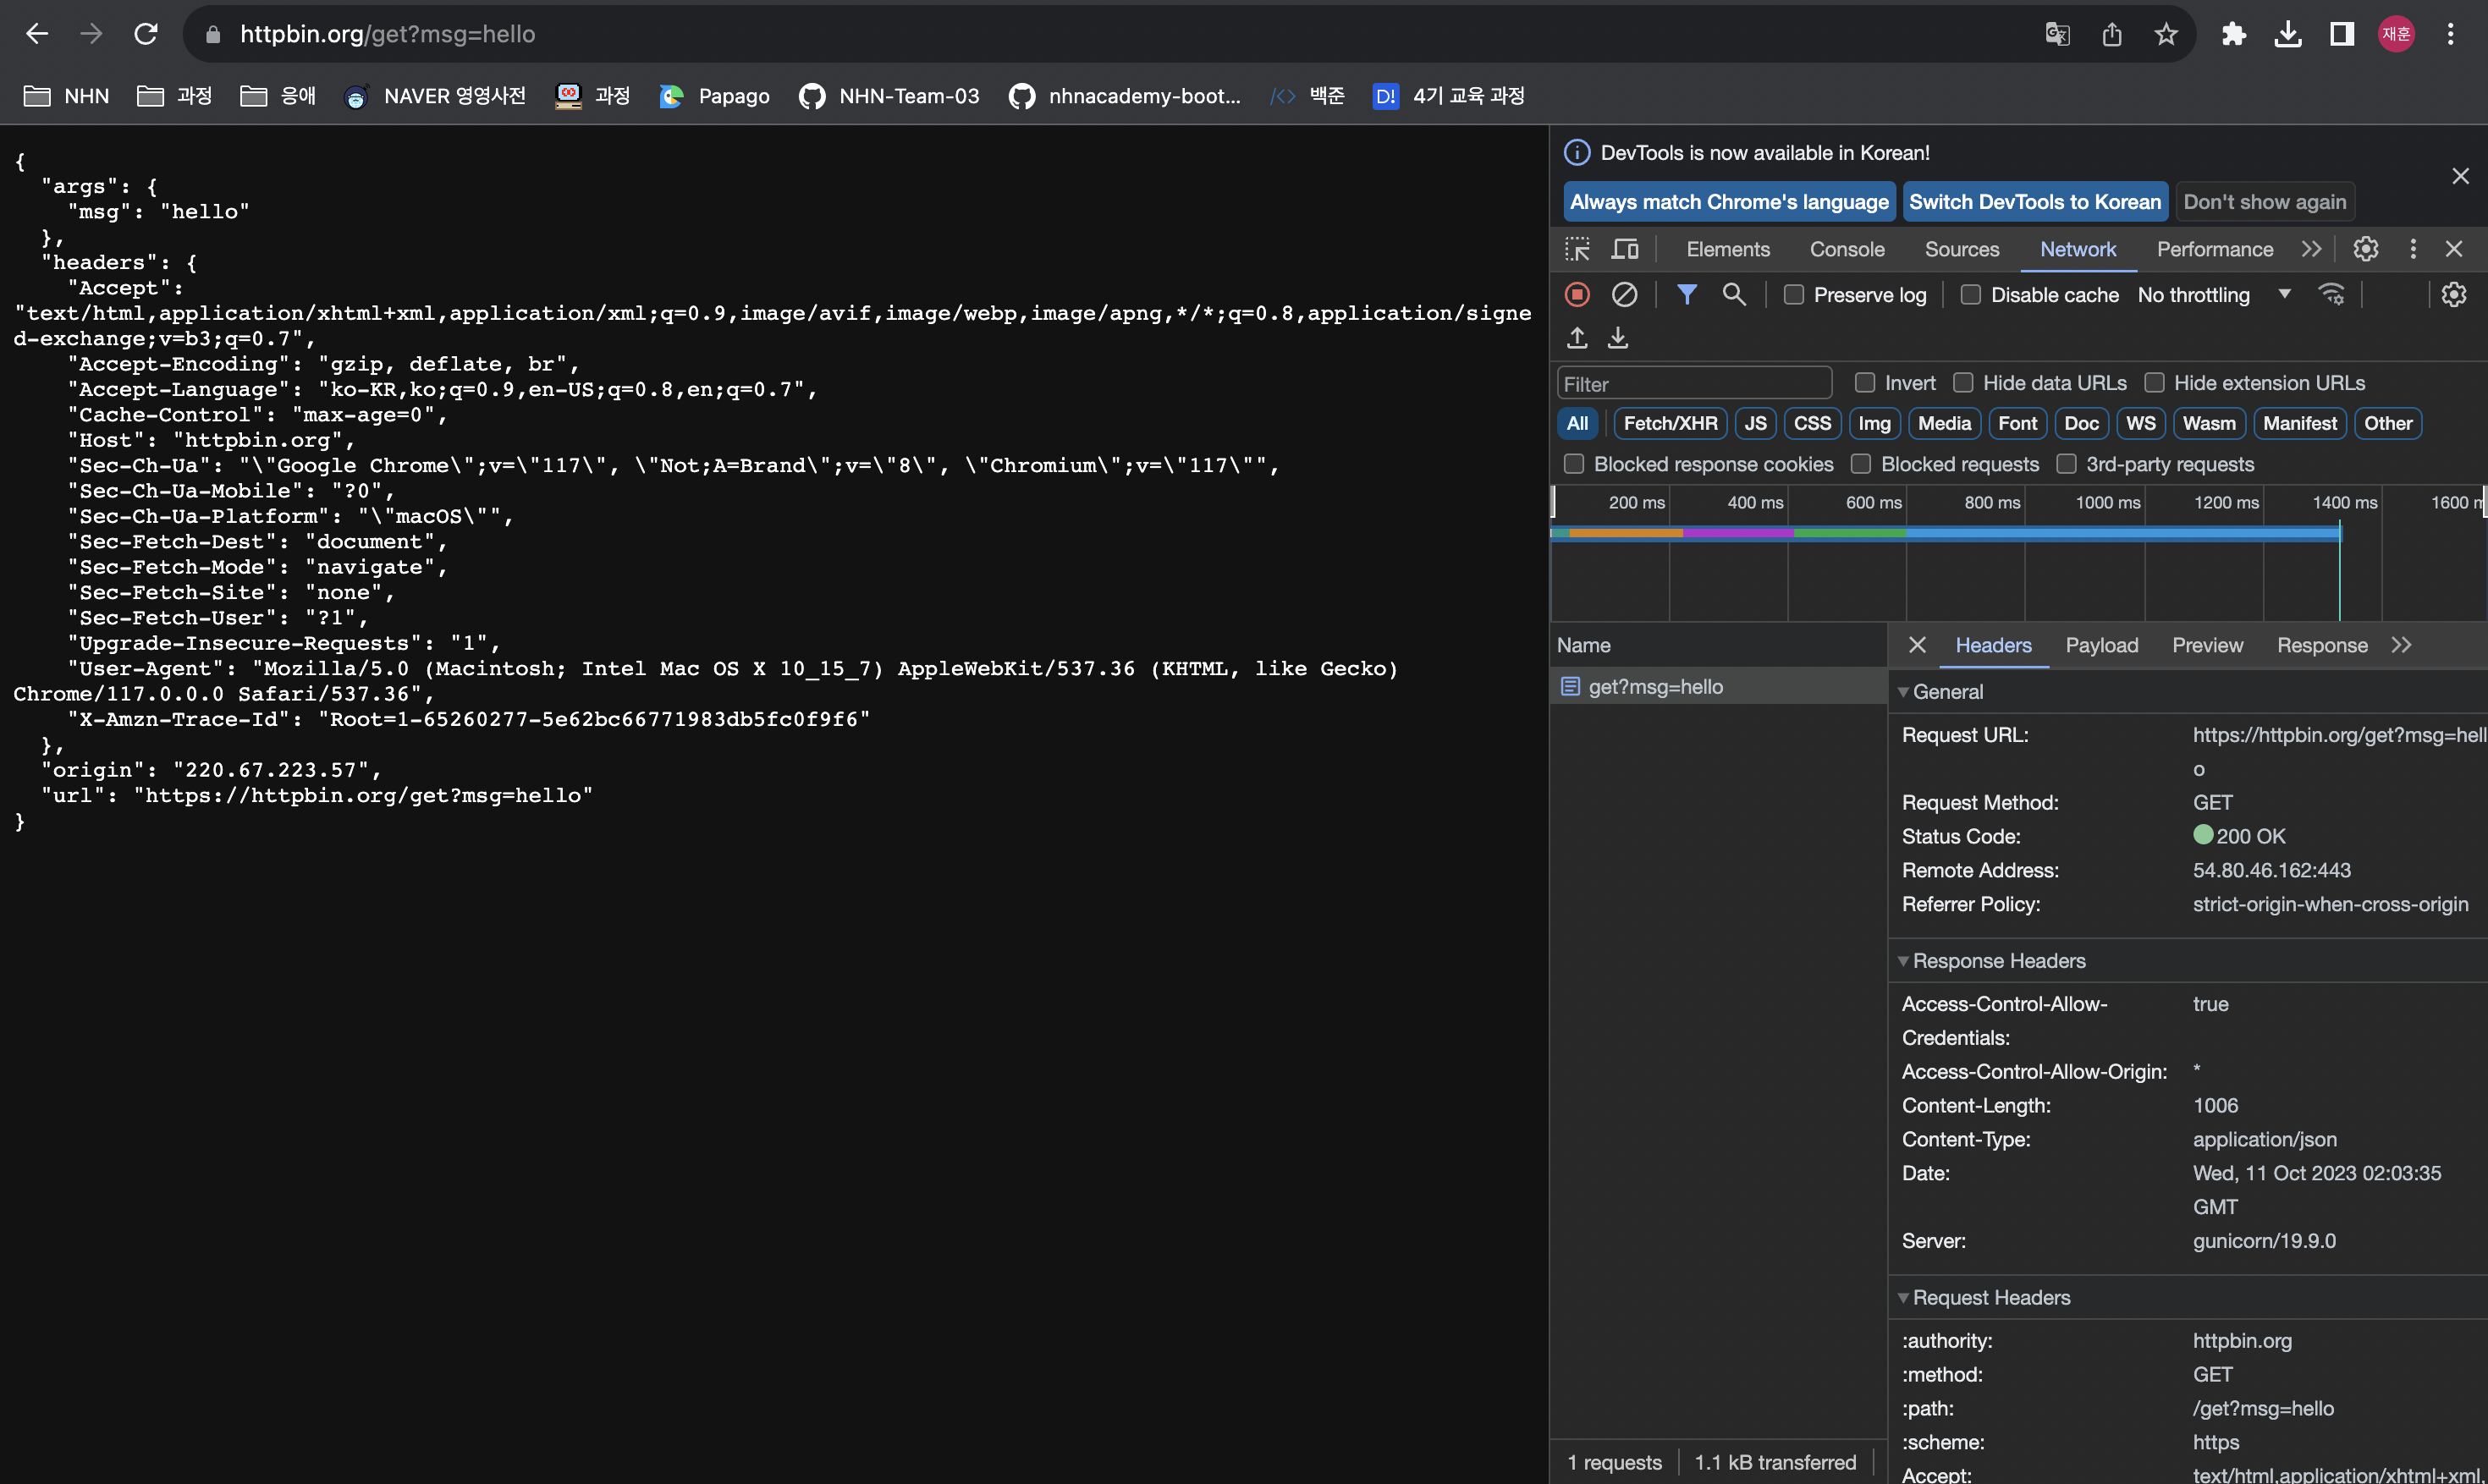 httpbin.org/get?msg=hello
재훈
NHN
과정
응애
NAVER 영영사전
과정
Papago
NHN-Team-03
nhnacademy-boot...
백준
D!
4기 교육 과정
{
"args": {
"msg": "hello"
},
"headers": {
"Accept":
"text/html,application/xhtml+xml,application/xml;q=0.9,image/avif,image/webp,image/apng,*/*;q=0.8,application/signe
d-exchange;v=b3;q=0.7",
"Accept-Encoding": "gzip, deflate, br",
"Accept-Language": "ko-KR,ko;q=0.9,en-US;q=0.8,en;q=0.7",
"Cache-Control": "max-age=0",
"Host": "httpbin.org",
"Sec-Ch-Ua": "\"Google Chrome\";v=\"117\", \"Not;A=Brand\";v=\"8\", \"Chromium\";v=\"117\"",
"Sec-Ch-Ua-Mobile": "?0",
"Sec-Ch-Ua-Platform": "\"macOS\"",
"Sec-Fetch-Dest": "document",
"Sec-Fetch-Mode": "navigate",
"Sec-Fetch-Site": "none",
"Sec-Fetch-User": "?1",
"Upgrade-Insecure-Requests": "1",
"User-Agent": "Mozilla/5.0 (Macintosh; Intel Mac OS X 10_15_7) AppleWebKit/537.36 (KHTML, like Gecko)
Chrome/117.0.0.0 Safari/537.36",
"X-Amzn-Trace-Id": "Root=1-65260277-5e62bc66771983db5fc0f9f6"
},
"origin": "220.67.223.57",
"url": "https://httpbin.org/get?msg=hello"
}
DevTools is now available in Korean!
Always match Chrome's language
Switch DevTools to Korean
Don't show again
Elements
Console
Sources
Network
Performance
Preserve log
Disable cache
No throttling
Filter
Invert
Hide data URLs
Hide extension URLs
All
Fetch/XHR
JS
CSS
Img
Media
Font
Doc
WS
Wasm
Manifest
Other
Blocked response cookies
Blocked requests
3rd-party requests
200 ms
400 ms
600 ms
800 ms
1000 ms
1200 ms
1400 ms
1600 m
Name
get?msg=hello
Headers
Payload
Preview
Response
General
Request URL: https://httpbin.org/get?msg=hell
o
Request Method: GET
Status Code: 200 OK
Remote Address: 54.80.46.162:443
Referrer Policy: strict-origin-when-cross-origin
Response Headers
Access-Control-Allow- true
Credentials:
Access-Control-Allow-Origin: *
Content-Length: 1006
Content-Type: application/json
Date: Wed, 11 Oct 2023 02:03:35
GMT
Server: gunicorn/19.9.0
Request Headers
:authority: httpbin.org
:method: GET
:path: /get?msg=hello
:scheme: https
Accept: text/html,application/xhtml+xml,
1 requests
1.1 kB transferred